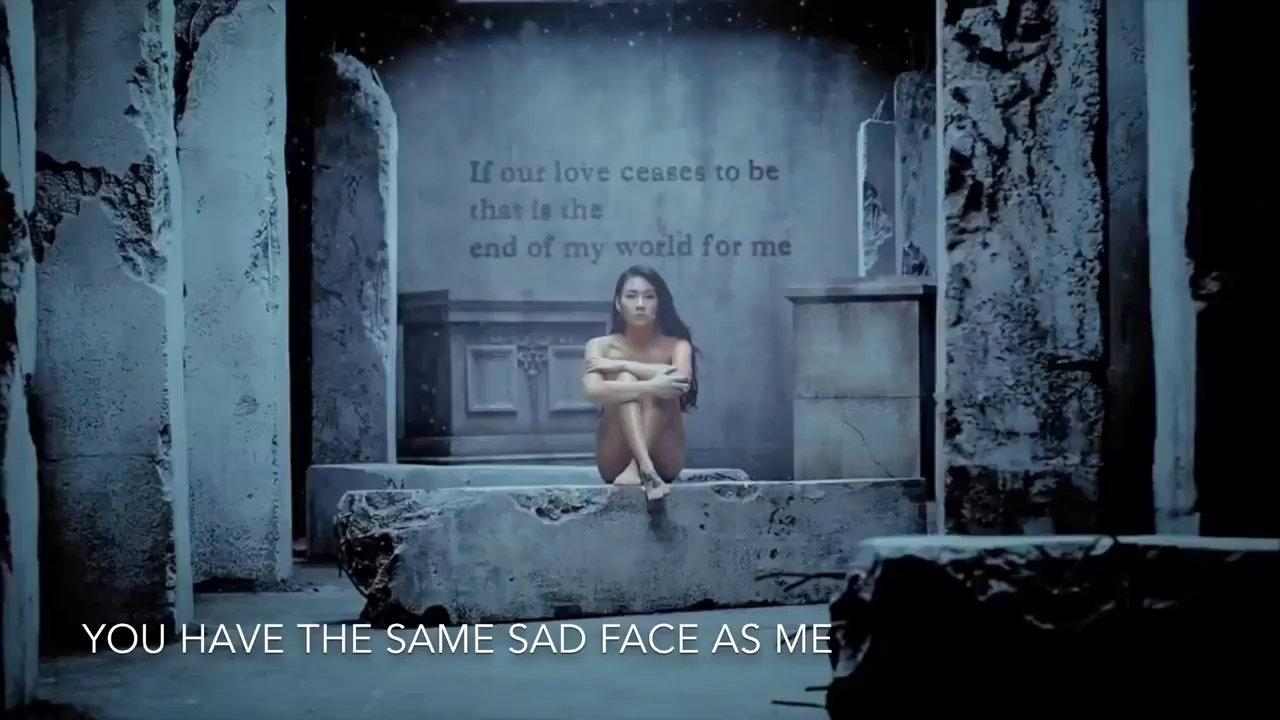 If our love ceases to be
that is the
end of my world for me
YOU HAVE THE SAME SAD FACE AS ME